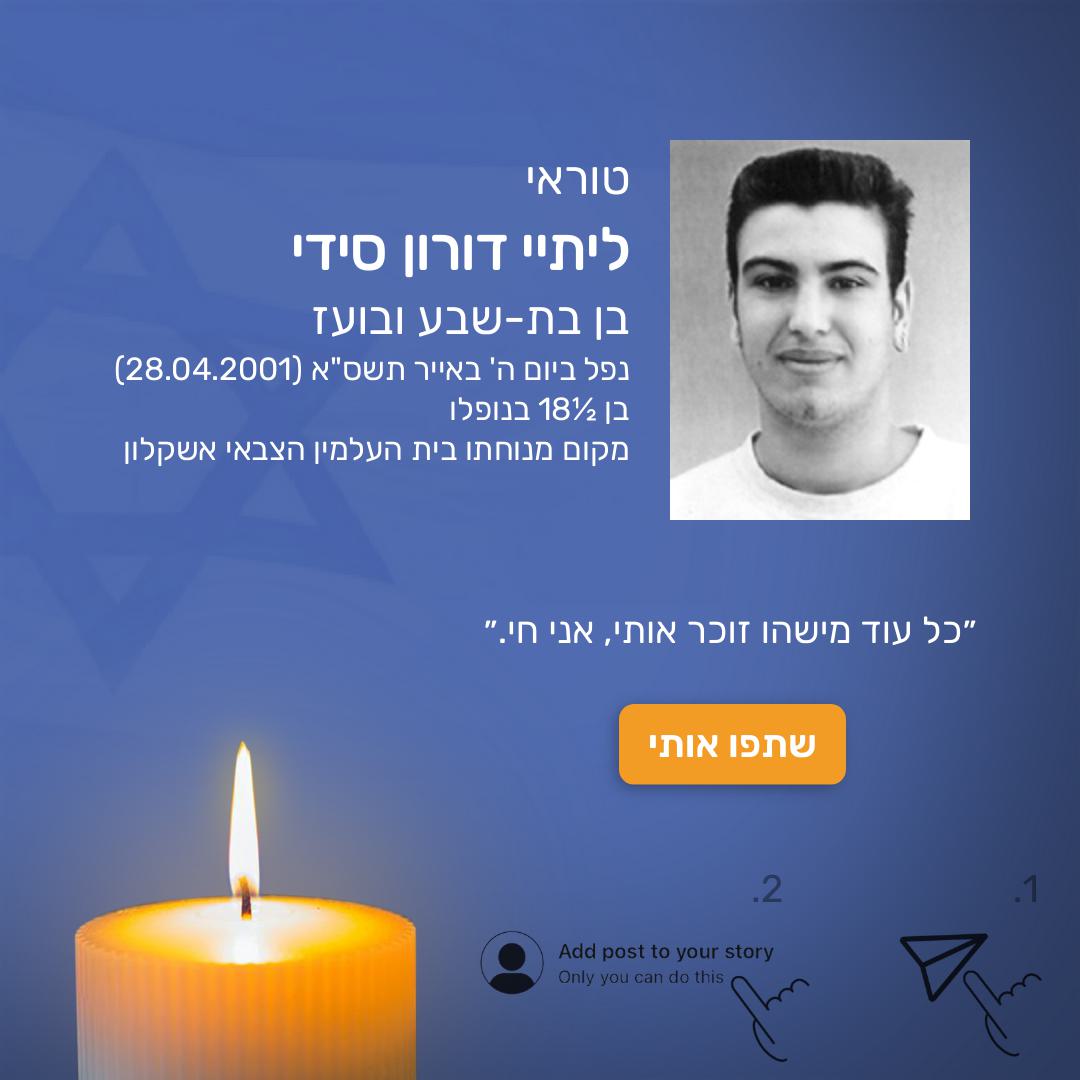 טוראי
ליתיי דורון סידי
בן בת-שבע ובועז
נפל ביום ה' באייר תשס"א (28.04.2001)
בן 18½ בנופלו
מקום מנוחתו בית העלמין הצבאי אשקלון
״כל עוד מישהו זוכר אותי, אני חי.״
שתפו אותי
1.
2.
Add post to your story
Only you can do this